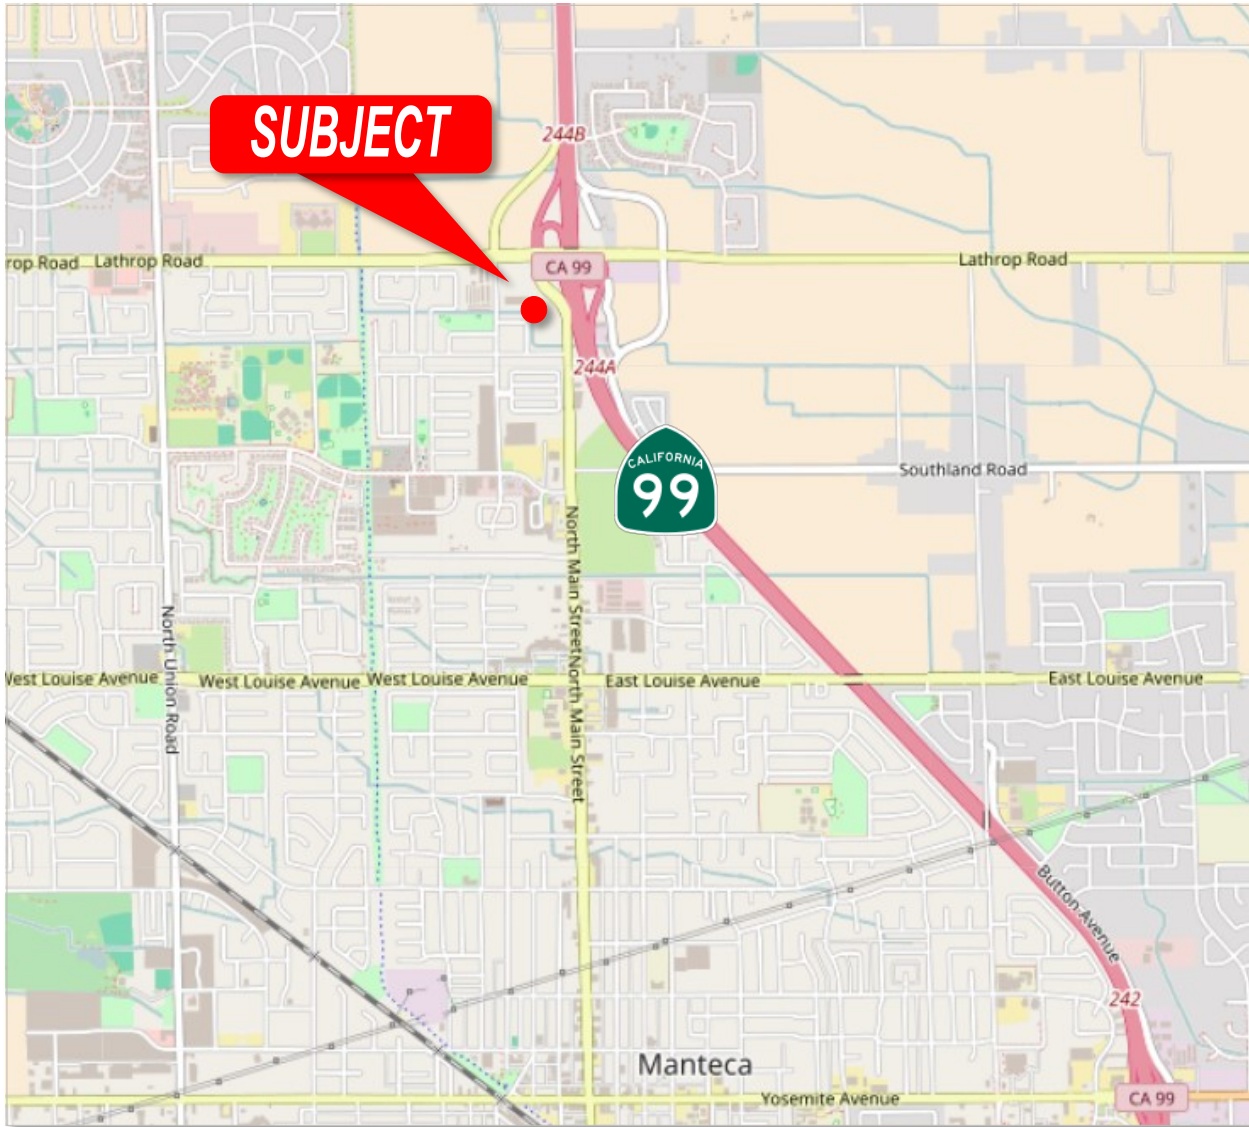 SUBJECT
244B
rop Road
Lathrop Road
CA 99
Lathrop Road
244A
CALIFORNIA
99
Southland Road
North Main Street
North Union Road
West Louise Avenue
West Louise Avenue
West Louise Avenue
East Louise Avenue
East Louise Avenue
North Main Street
Button Avenue
242
Manteca
Yosemite Avenue
CA 99